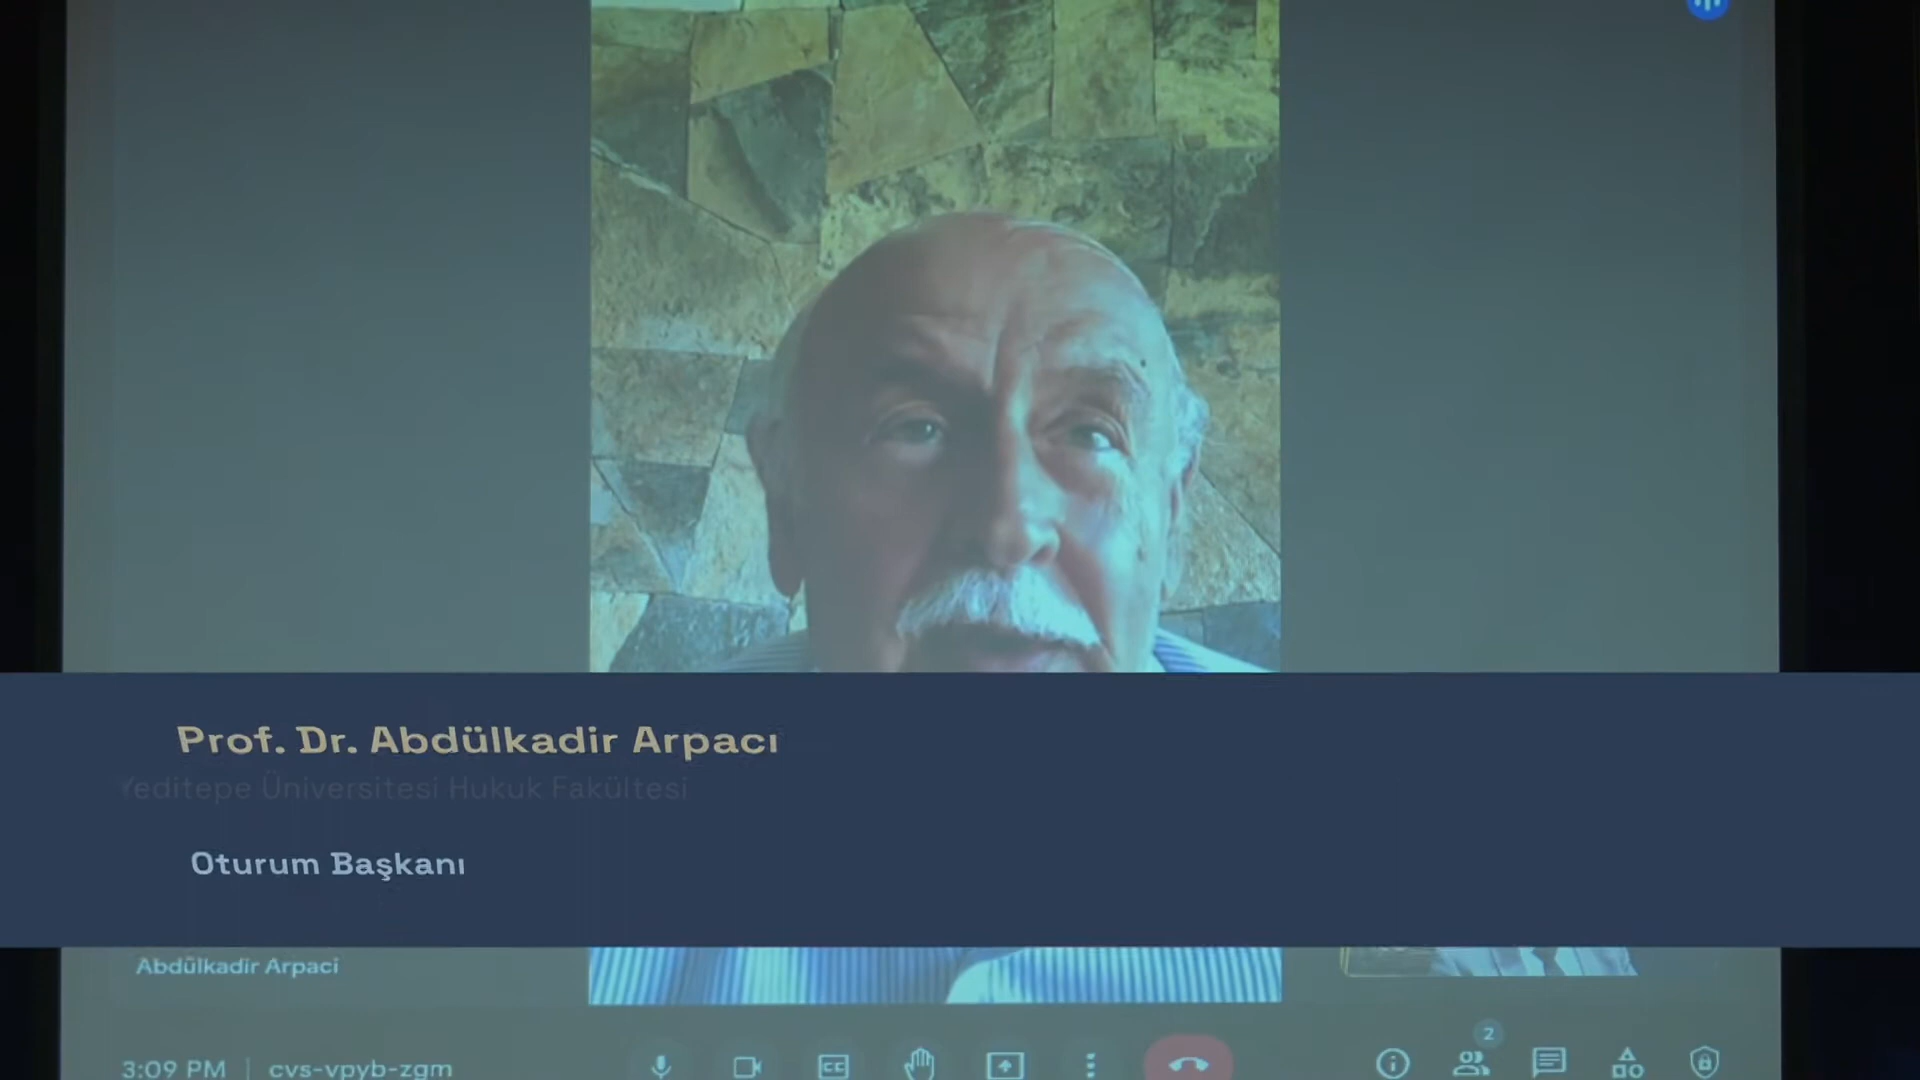 Prof. Dr. Abdülkadir Arpacı
Yeditepe Üniversitesi Hukuk Fakültesi
Oturum Başkanı
Abdülkadir Arpaci
2
3:09 PM | cvs-vpyb-zgm
CC